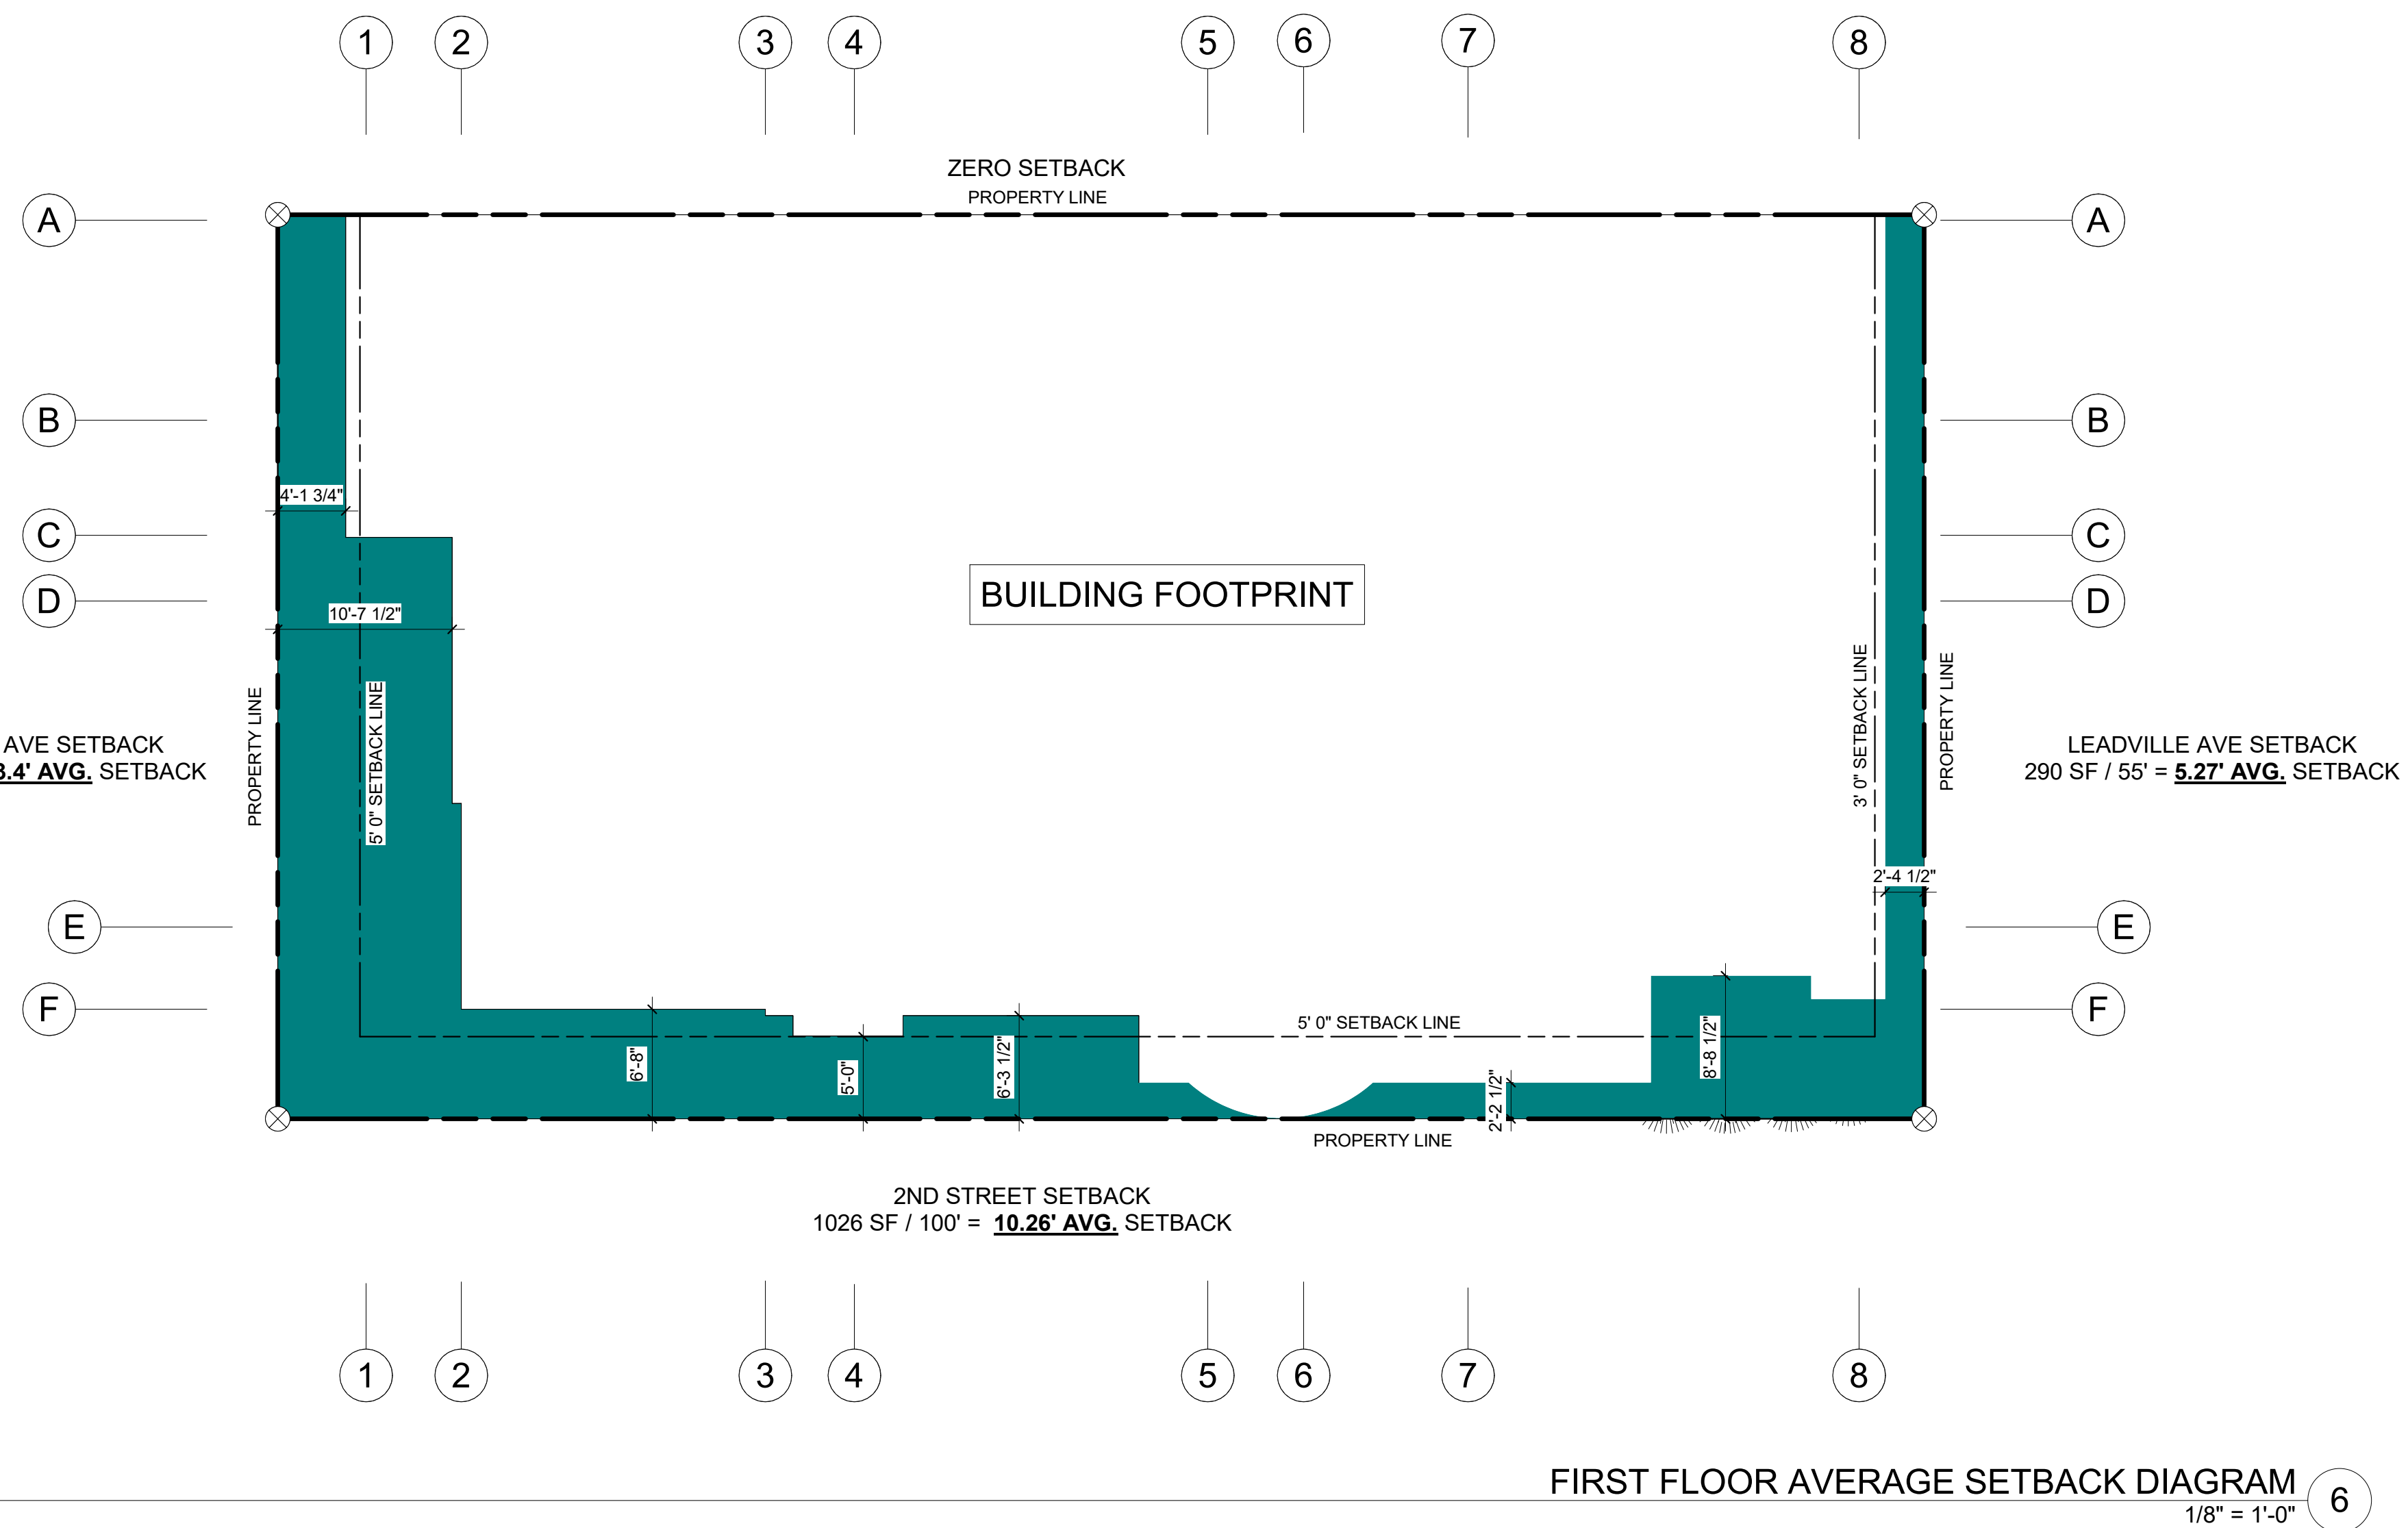 1 2 3 4 5 6 7 8
ZERO SETBACK
PROPERTY LINE
A A
B B
4'-1 3/4"
C C
BUILDING FOOTPRINT
D D
10'-7 1/2"
PROPERTY LINE
5' 0" SETBACK LINE
3' 0" SETBACK LINE
PROPERTY LINE
AVE SETBACK
3.4' AVG. SETBACK
LEADVILLE AVE SETBACK
290 SF / 55' = 5.27' AVG. SETBACK
2'-4 1/2"
E E
F F
5' 0" SETBACK LINE
6'-8"
5'-0"
6'-3 1/2"
2'-2 1/2"
8'-8 1/2"
PROPERTY LINE
2ND STREET SETBACK
1026 SF / 100' = 10.26' AVG. SETBACK
1 2 3 4 5 6 7 8
FIRST FLOOR AVERAGE SETBACK DIAGRAM
6
1/8" = 1'-0"